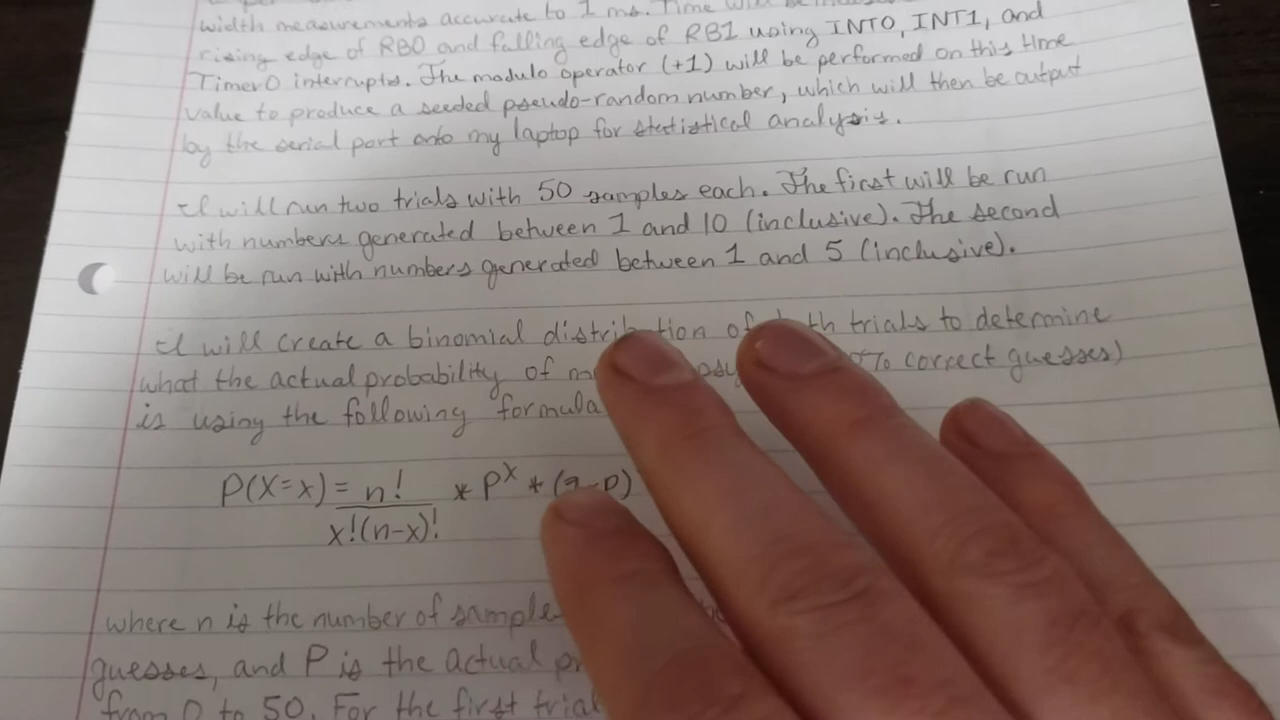 width measurements accurate to 1 ms. Time will be
rising edge of RB0 and falling edge of RB1 using INT0, INT1, and
Timer0 interrupts. The modulo operator (+1) will be performed on this time
value to produce a seeded pseudo-random number, which will then be output
by the serial port onto my laptop for statistical analysis.
I will run two trials with 50 samples each. The first will be run
with numbers generated between 1 and 10 (inclusive). The second
will be run with numbers generated between 1 and 5 (inclusive).
I will create a binomial distribution of both trials to determine
what the actual probability of correct guesses)
is using the following formula
P(X=x) = n! * P^x *
x!(n-x)!
where n is the number of sample
guesses, and P is the actual
from 0 to 50. For the first trial